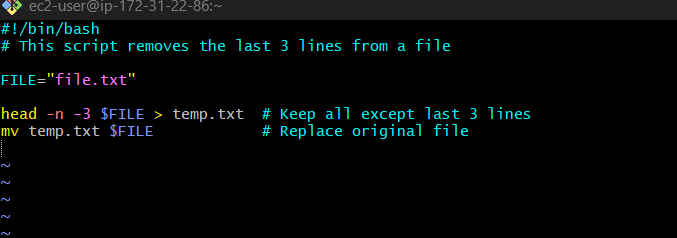 ec2-user@ip-172-31-22-86:~
#!/bin/bash
# This script removes the last 3 lines from a file
FILE="file.txt"
head -n -3 $FILE > temp.txt  # Keep all except last 3 lines
mv temp.txt $FILE            # Replace original file
~
~
~
~
~